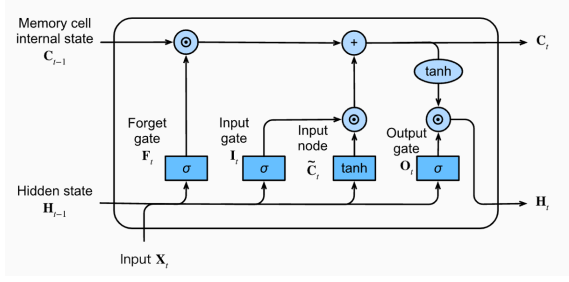 Memory cell
internal state
C_{t−1}
⊙
+
C_t
tanh
Forget
gate
F_t
Input
gate
I_t
Input
node
C̃_t
⊙
Output
gate
O_t
⊙
σ
σ
tanh
σ
Hidden state
H_{t−1}
H_t
Input X_t